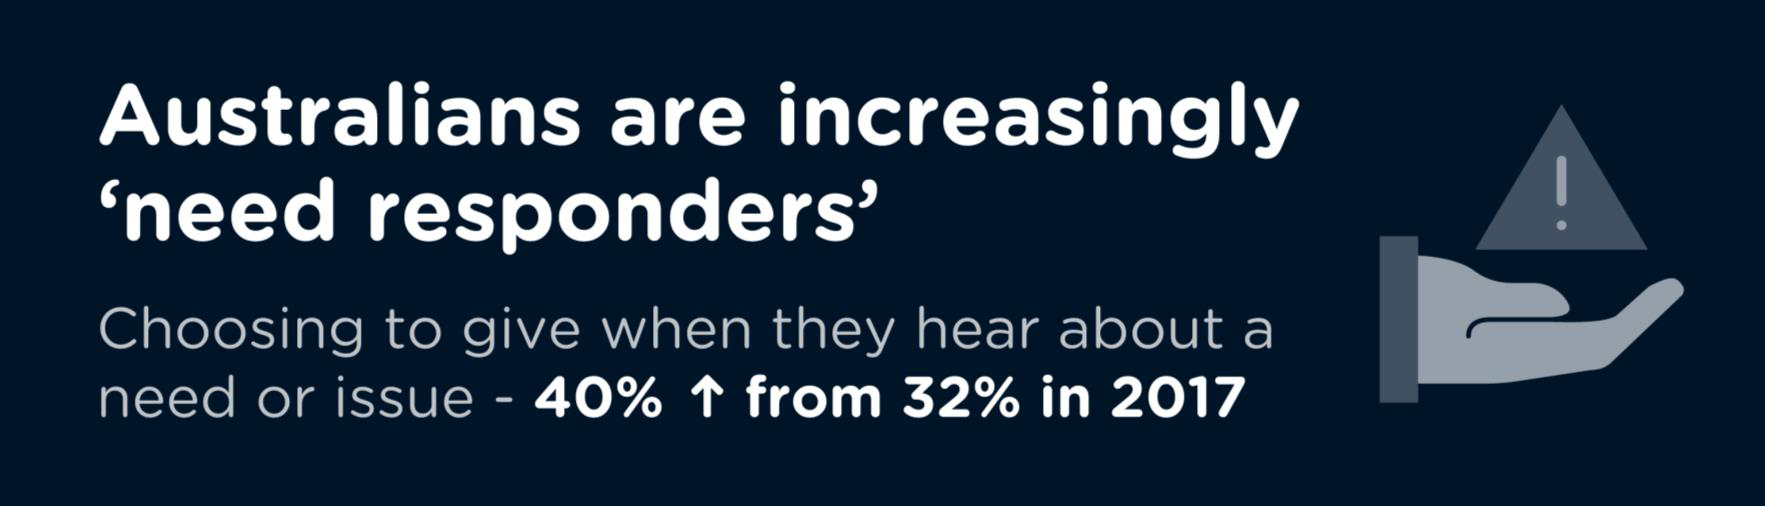 Australians are increasingly
‘need responders’
Choosing to give when they hear about a
need or issue - 40% ↑ from 32% in 2017